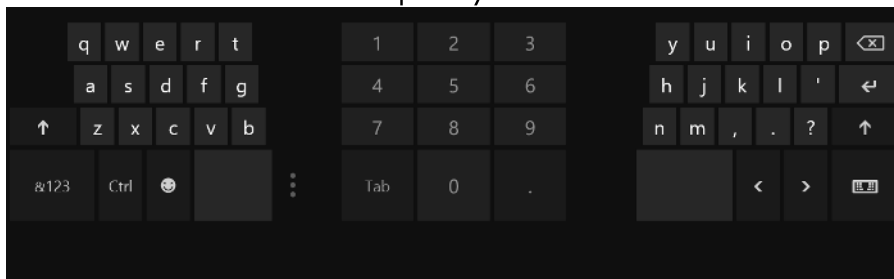 q w e r t 1 2 3 y u i o p
a s d f g 4 5 6 h j k l '
z x c v b 7 8 9 n m , . ?
&123 Ctrl Tab 0 . < >